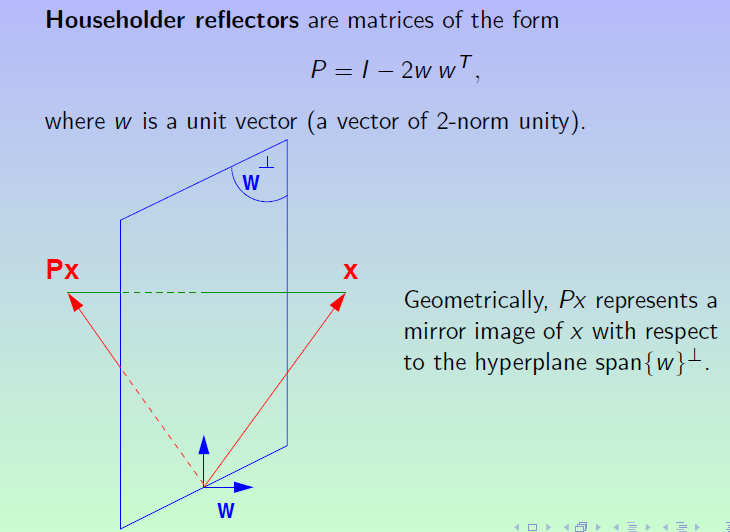 Householder reflectors are matrices of the form
P = I − 2w wᵀ,
where w is a unit vector (a vector of 2-norm unity).
w⊥
Px
x
Geometrically, Px represents a
mirror image of x with respect
to the hyperplane span{w}⊥.
w